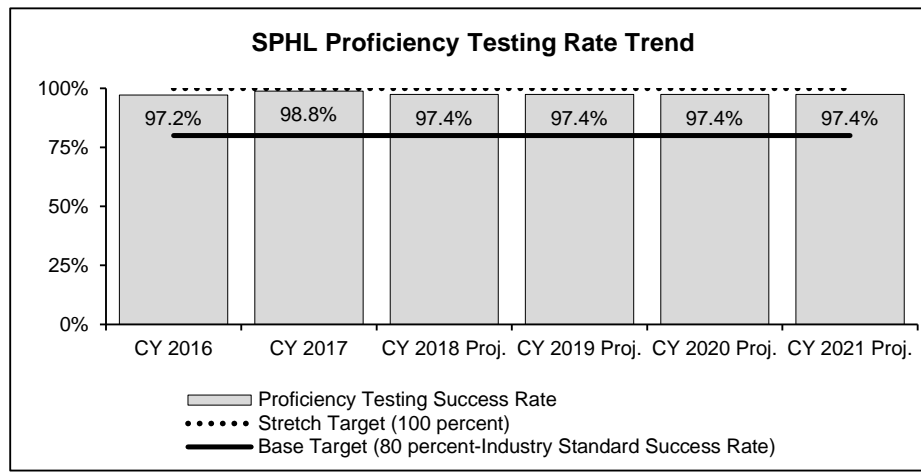 SPHL Proficiency Testing Rate Trend
100%
75%
50%
25%
0%
97.2%
98.8%
97.4%
97.4%
97.4%
97.4%
CY 2016
CY 2017
CY 2018 Proj.
CY 2019 Proj.
CY 2020 Proj.
CY 2021 Proj.
Proficiency Testing Success Rate
Stretch Target (100 percent)
Base Target (80 percent-Industry Standard Success Rate)